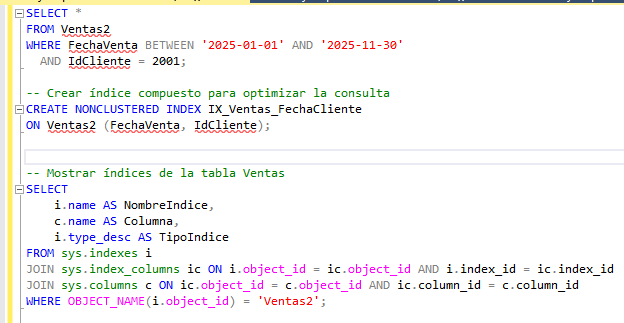 SELECT *
FROM Ventas2
WHERE FechaVenta BETWEEN '2025-01-01' AND '2025-11-30'
AND IdCliente = 2001;
-- Crear índice compuesto para optimizar la consulta
CREATE NONCLUSTERED INDEX IX_Ventas_FechaCliente
ON Ventas2 (FechaVenta, IdCliente);
-- Mostrar índices de la tabla Ventas
SELECT
i.name AS NombreIndice,
c.name AS Columna,
i.type_desc AS TipoIndice
FROM sys.indexes i
JOIN sys.index_columns ic ON i.object_id = ic.object_id AND i.index_id = ic.index_id
JOIN sys.columns c ON ic.object_id = c.object_id AND ic.column_id = c.column_id
WHERE OBJECT_NAME(i.object_id) = 'Ventas2';